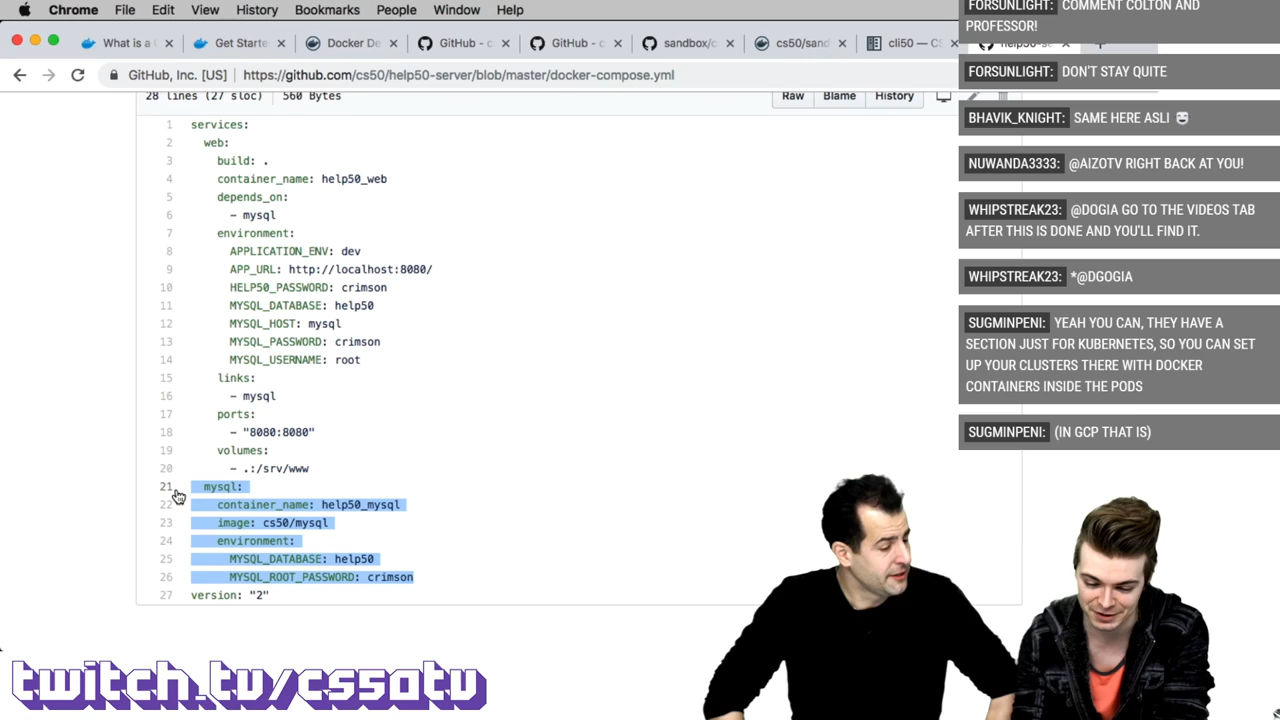 Chrome File Edit View History Bookmarks People Window Help
What is a Get Starte Docker De GitHub - c GitHub - sandbox/c cs50/sand cli50 — CS help50-se
GitHub, Inc. [US] https://github.com/cs50/help50-server/blob/master/docker-compose.yml
28 lines (27 sloc) 560 Bytes Raw Blame History
1 services:
2 web:
3 build: .
4 container_name: help50_web
5 depends_on:
6 - mysql
7 environment:
8 APPLICATION_ENV: dev
9 APP_URL: http://localhost:8080/
10 HELP50_PASSWORD: crimson
11 MYSQL_DATABASE: help50
12 MYSQL_HOST: mysql
13 MYSQL_PASSWORD: crimson
14 MYSQL_USERNAME: root
15 links:
16 - mysql
17 ports:
18 - "8080:8080"
19 volumes:
20 - .:/srv/www
21 mysql:
22 container_name: help50_mysql
23 image: cs50/mysql
24 environment:
25 MYSQL_DATABASE: help50
26 MYSQL_ROOT_PASSWORD: crimson
27 version: "2"
FORSUNLIGHT: COMMENT COLTON AND
PROFESSOR!
FORSUNLIGHT: DON'T STAY QUITE
BHAVIK_KNIGHT: SAME HERE ASLI
NUWANDA3333: @AIZOTV RIGHT BACK AT YOU!
WHIPSTREAK23: @DOGIA GO TO THE VIDEOS TAB
AFTER THIS IS DONE AND YOU'LL FIND IT.
WHIPSTREAK23: *@DGOGIA
SUGMINPENI: YEAH YOU CAN, THEY HAVE A
SECTION JUST FOR KUBERNETES, SO YOU CAN SET
UP YOUR CLUSTERS THERE WITH DOCKER
CONTAINERS INSIDE THE PODS
SUGMINPENI: (IN GCP THAT IS)
twitch.tv/cs50tv